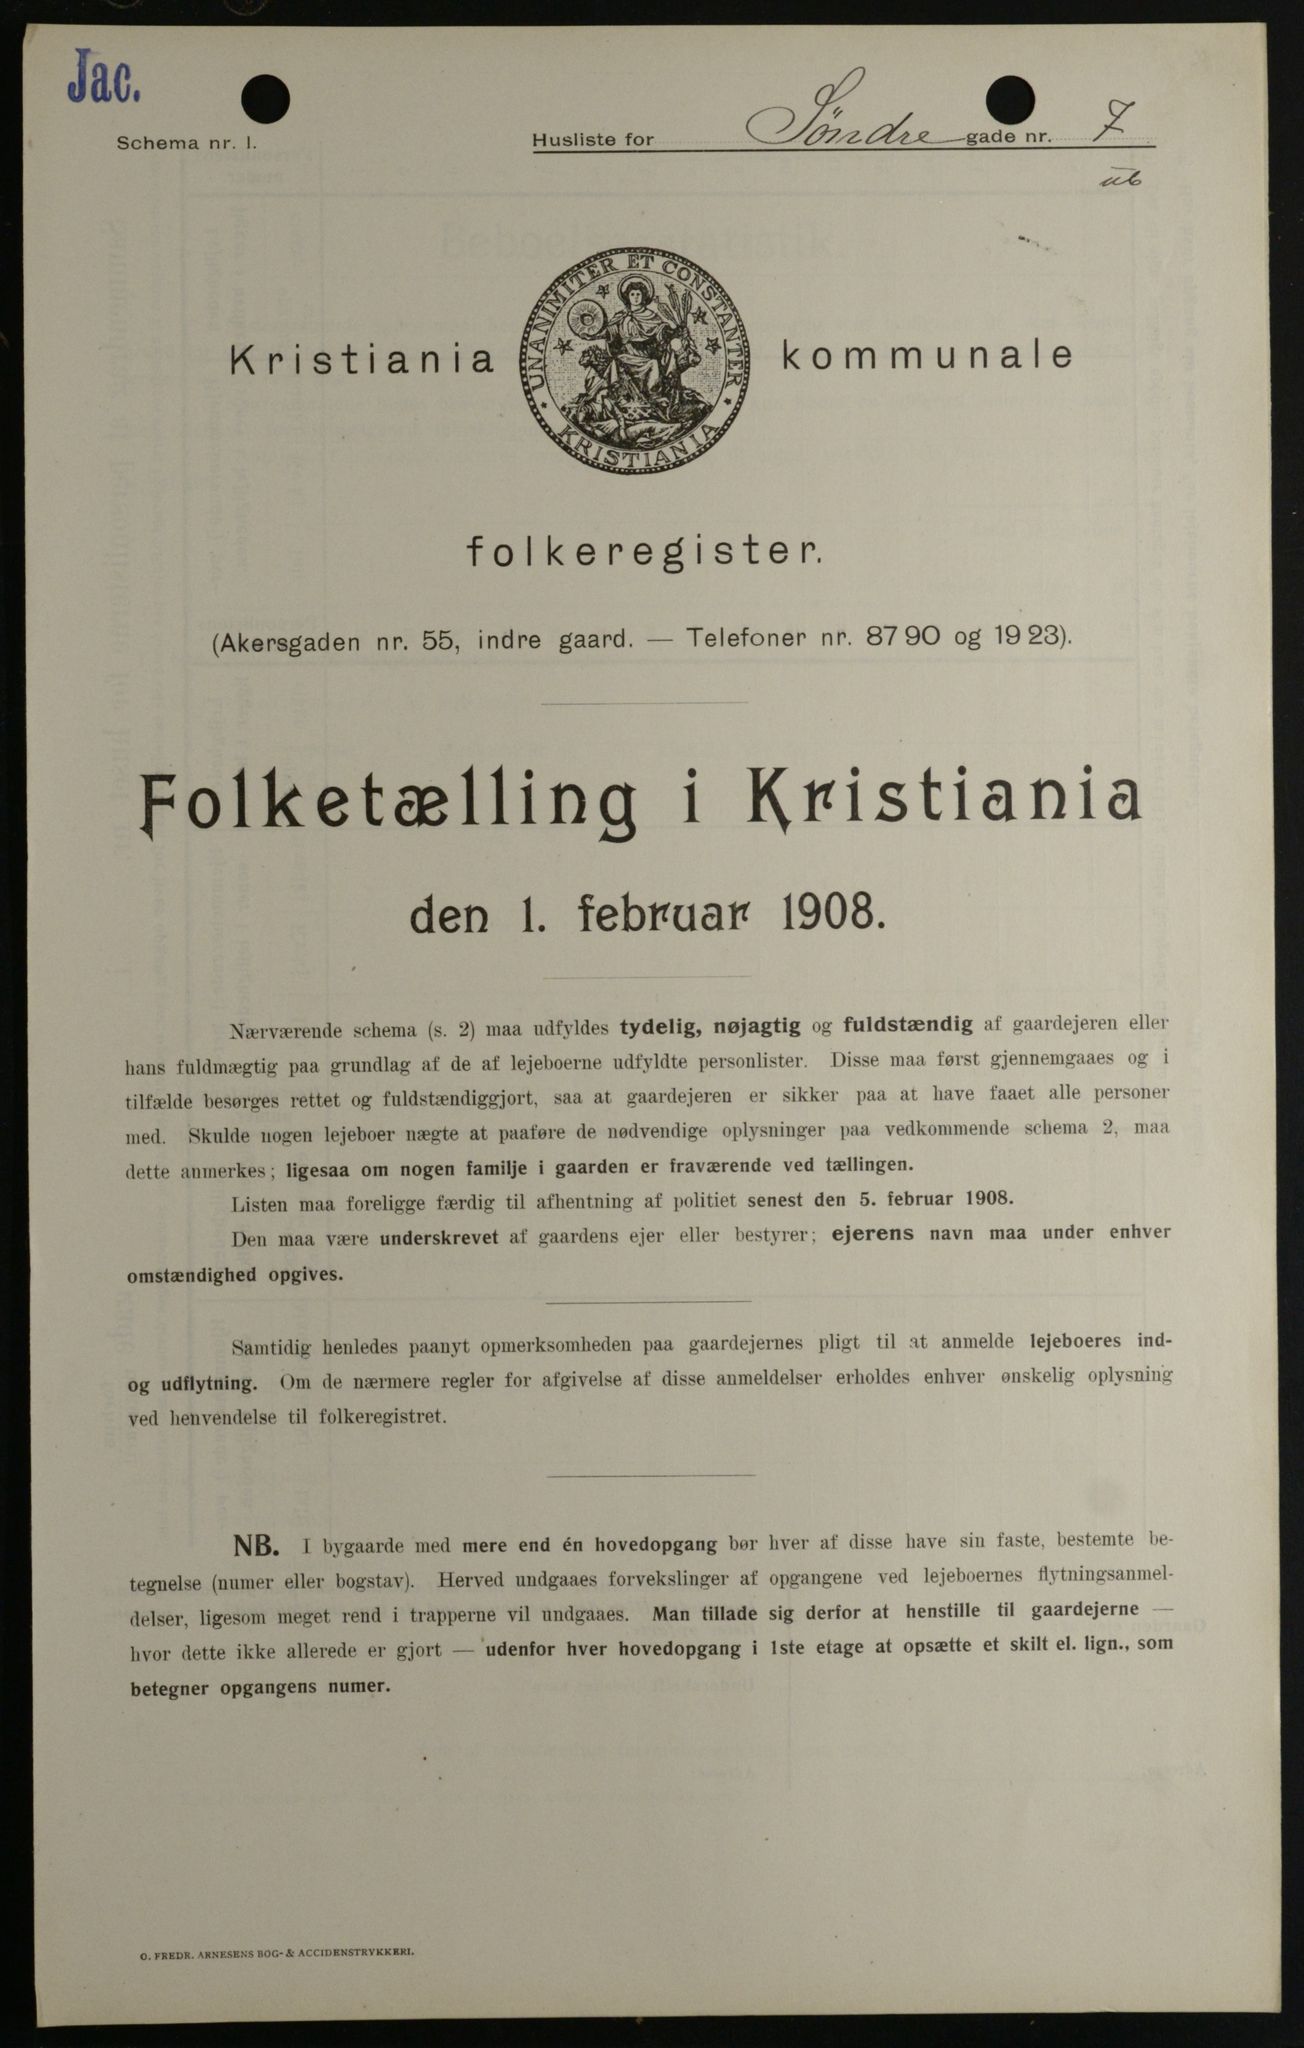 Jac.
Schema nr. 1.
Husliste for Söndre gade nr. 7
ub
UNANIMITER ET CONSTANTER
KRISTIANIA
Kristiania kommunale
folkeregister.
(Akersgaden nr. 55, indre gaard. — Telefoner nr. 87 90 og 19 23).
Folketælling i Kristiania
den 1. februar 1908.
Nærværende schema (s. 2) maa udfyldes tydelig, nøjagtig og fuldstændig af gaardejeren eller
hans fuldmægtig paa grundlag af de af lejeboerne udfyldte personlister. Disse maa først gjennemgaaes og i
tilfælde besørges rettet og fuldstændiggjort, saa at gaardejeren er sikker paa at have faaet alle personer
med. Skulde nogen lejeboer nægte at paaføre de nødvendige oplysninger paa vedkommende schema 2, maa
dette anmerkes; ligesaa om nogen familje i gaarden er fraværende ved tællingen.
Listen maa foreligge færdig til afhentning af politiet senest den 5. februar 1908.
Den maa være underskrevet af gaardens ejer eller bestyrer; ejerens navn maa under enhver
omstændighed opgives.
Samtidig henledes paanyt opmerksomheden paa gaardejernes pligt til at anmelde lejeboeres ind-
og udflytning. Om de nærmere regler for afgivelse af disse anmeldelser erholdes enhver ønskelig oplysning
ved henvendelse til folkeregistret.
NB. I bygaarde med mere end én hovedopgang bør hver af disse have sin faste, bestemte be-
tegnelse (numer eller bogstav). Herved undgaaes forvekslinger af opgangene ved lejeboernes flytningsanmel-
delser, ligesom meget rend i trapperne vil undgaaes. Man tillade sig derfor at henstille til gaardejerne —
hvor dette ikke allerede er gjort — udenfor hver hovedopgang i 1ste etage at opsætte et skilt el. lign., som
betegner opgangens numer.
O. FREDR. ARNESENS BOG- & ACCIDENSTRYKKERI.